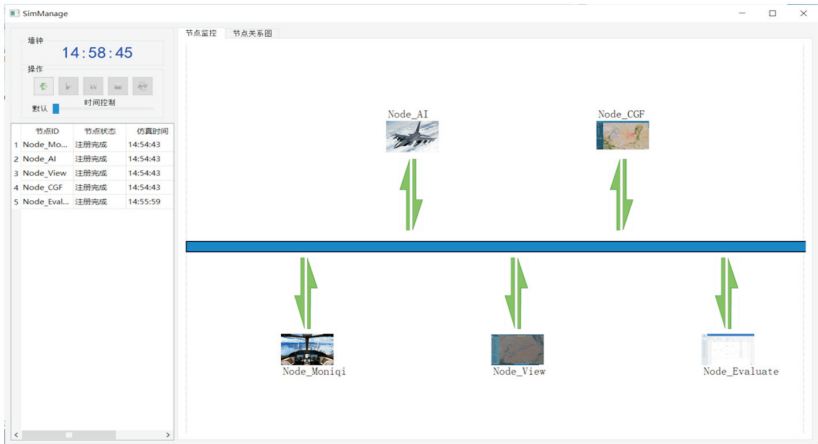 SimManage
墙钟
14:58:45
操作
时间控制
默认
节点ID 节点状态 仿真时间
1 Node_Mo... 注册完成 14:54:43
2 Node_AI 注册完成 14:54:43
3 Node_View 注册完成 14:54:43
4 Node_CGF 注册完成 14:54:43
5 Node_Eval... 注册完成 14:55:59
节点监控 节点关系图
Node_AI Node_CGF
Node_Moniqi Node_View Node_Evaluate